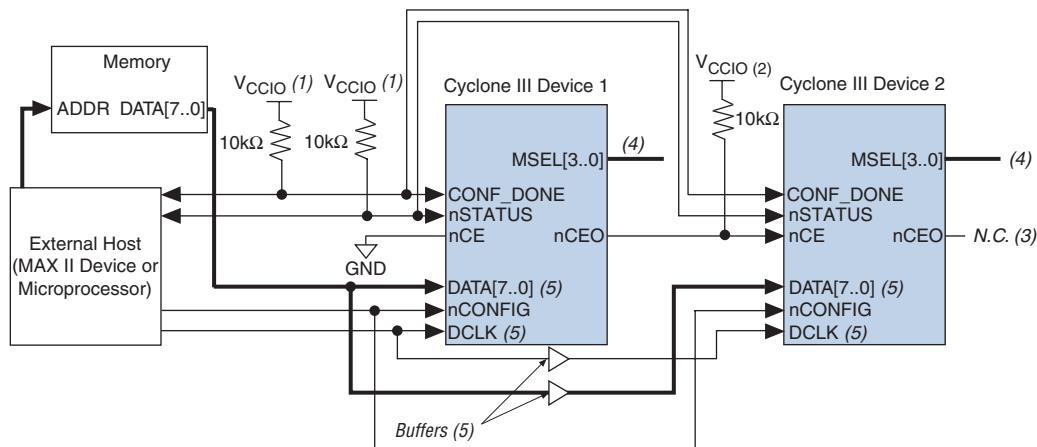 Memory
ADDR DATA[7..0]
VCCIO (1)
VCCIO (1)
10kΩ
10kΩ
External Host
(MAX II Device or
Microprocessor)
GND
Cyclone III Device 1
MSEL[3..0]
(4)
CONF_DONE
nSTATUS
nCE
nCEO
DATA[7..0] (5)
nCONFIG
DCLK (5)
VCCIO (2)
10kΩ
Cyclone III Device 2
MSEL[3..0]
(4)
CONF_DONE
nSTATUS
nCE
nCEO
N.C. (3)
DATA[7..0] (5)
nCONFIG
DCLK (5)
Buffers (5)